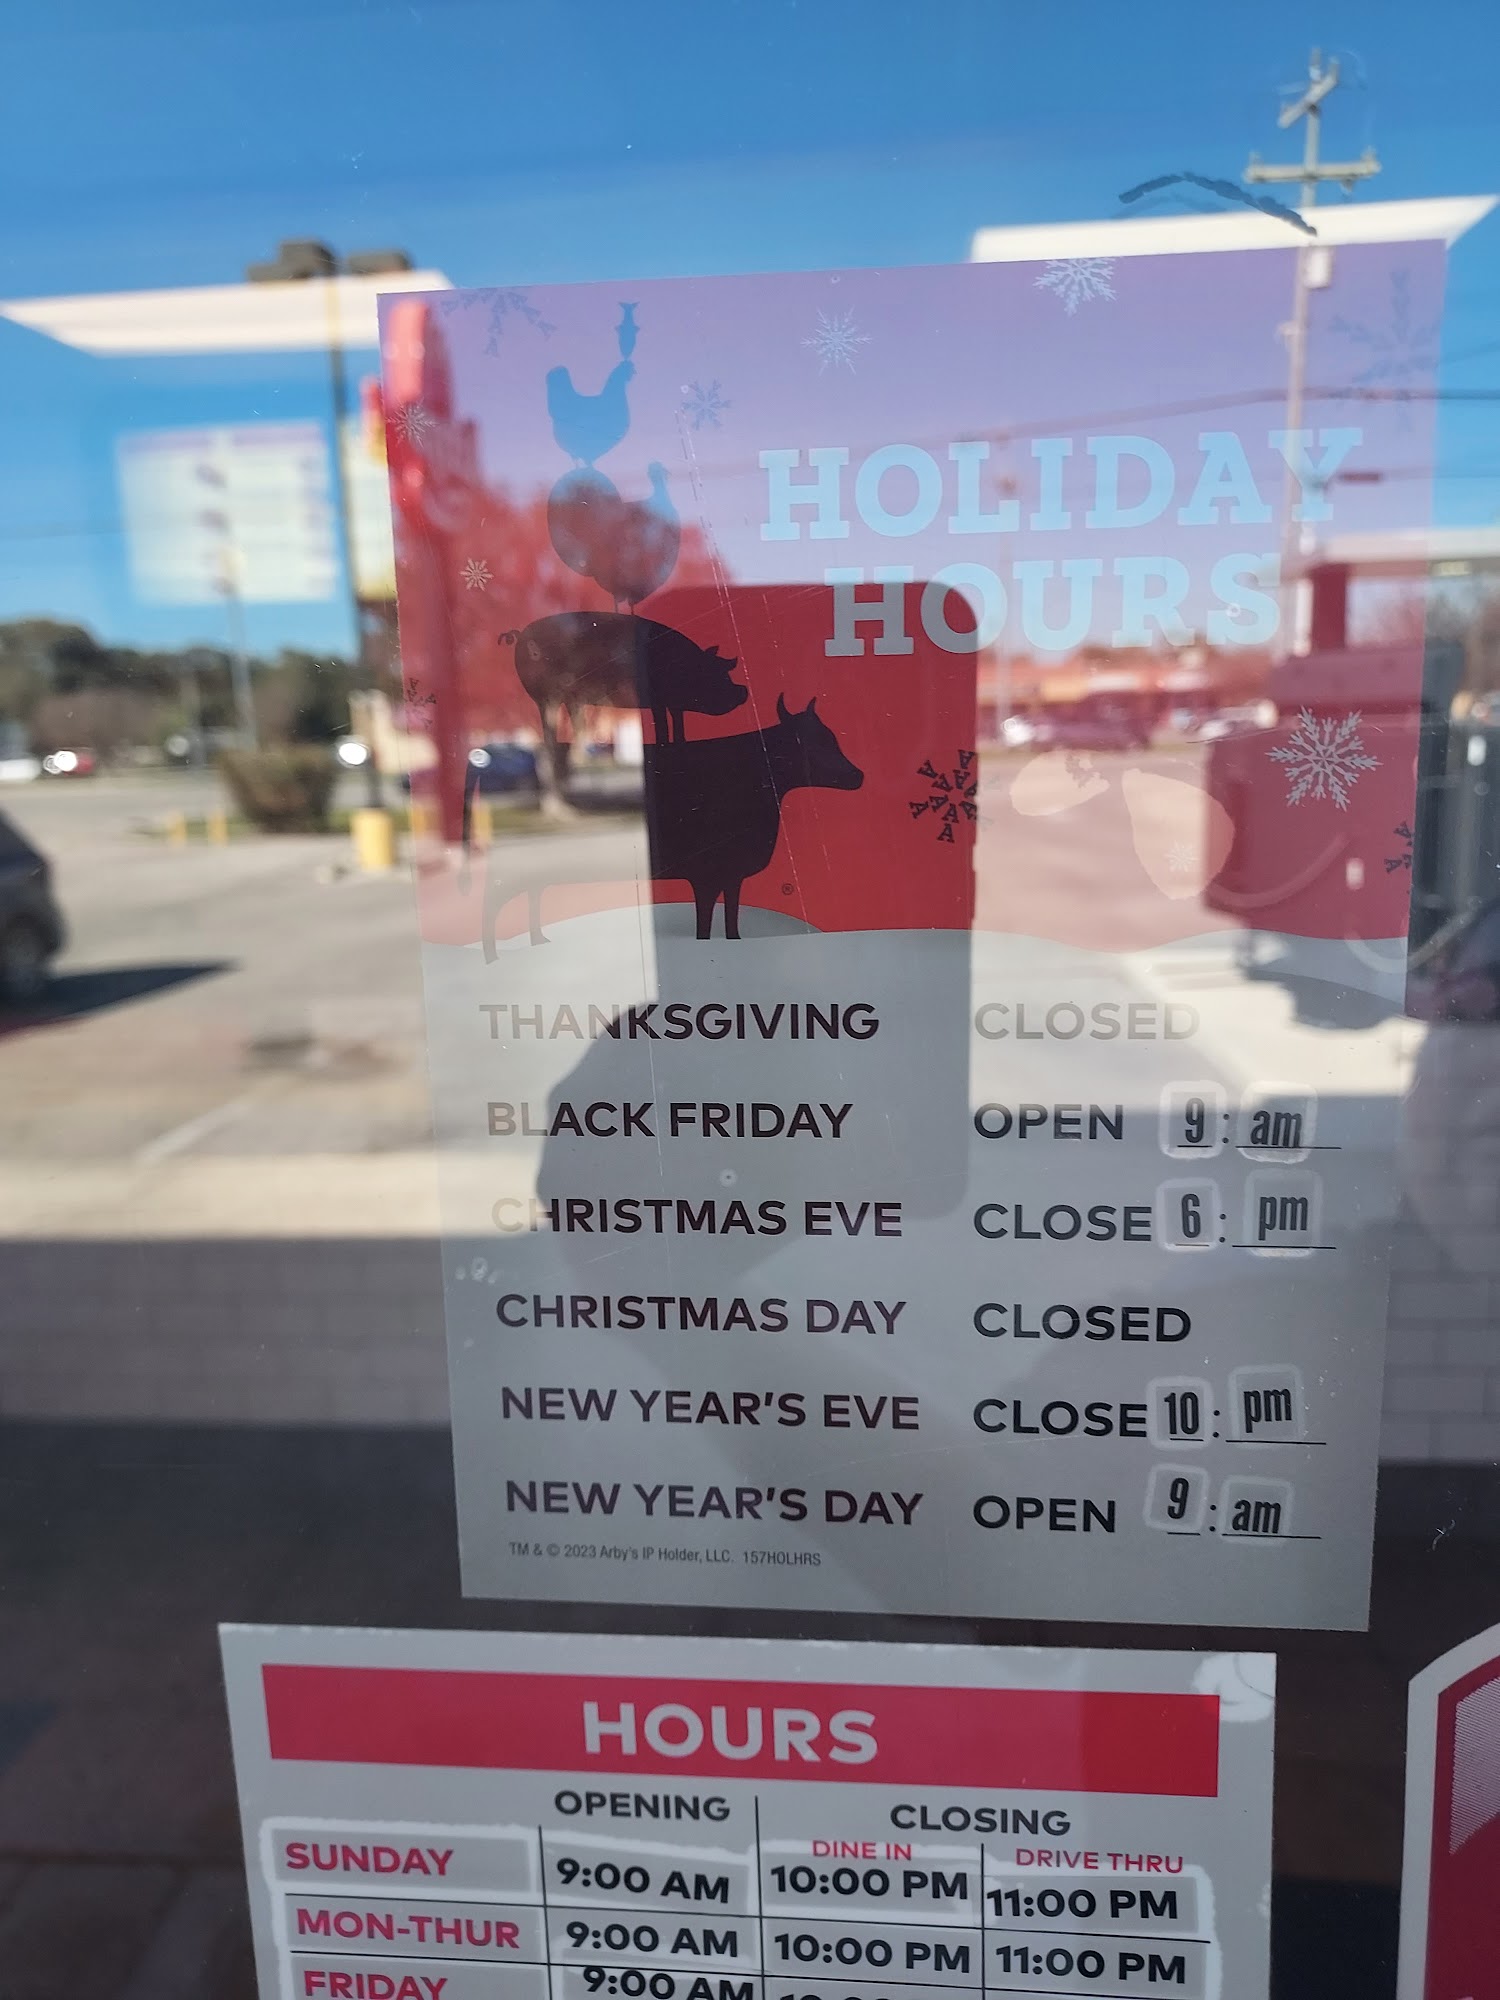 HOLIDAY
HOURS
THANKSGIVING CLOSED
BLACK FRIDAY OPEN 9 : am
CHRISTMAS EVE CLOSE 6 : pm
CHRISTMAS DAY CLOSED
NEW YEAR'S EVE CLOSE 10 : pm
NEW YEAR'S DAY OPEN 9 : am
TM & © 2023 Arby's IP Holder, LLC. 157HOLHRS
HOURS
OPENING CLOSING
DINE IN DRIVE THRU
SUNDAY 9:00 AM 10:00 PM 11:00 PM
MON-THUR 9:00 AM 10:00 PM 11:00 PM
FRIDAY 9:00 AM